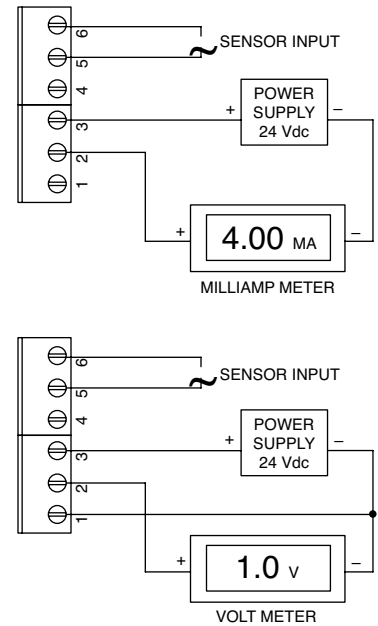 6
5
4
3
2
1
SENSOR INPUT
+
POWER
SUPPLY
24 Vdc
–
+
4.00 MA
–
MILLIAMP METER
6
5
4
3
2
1
SENSOR INPUT
+
POWER
SUPPLY
24 Vdc
–
+
1.0 V
–
VOLT METER